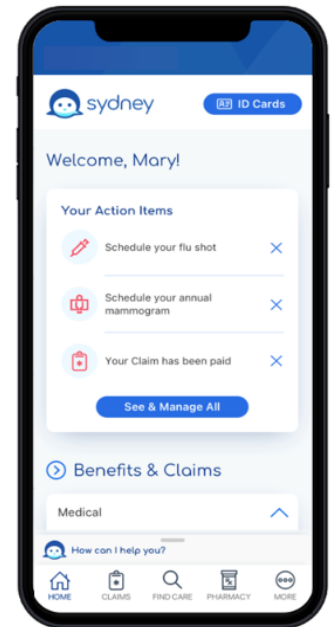 sydney
ID Cards
Welcome, Mary!
Your Action Items
Schedule your flu shot
Schedule your annual
mammogram
Your Claim has been paid
See & Manage All
Benefits & Claims
Medical
How can I help you?
HOME CLAIMS FIND CARE PHARMACY MORE